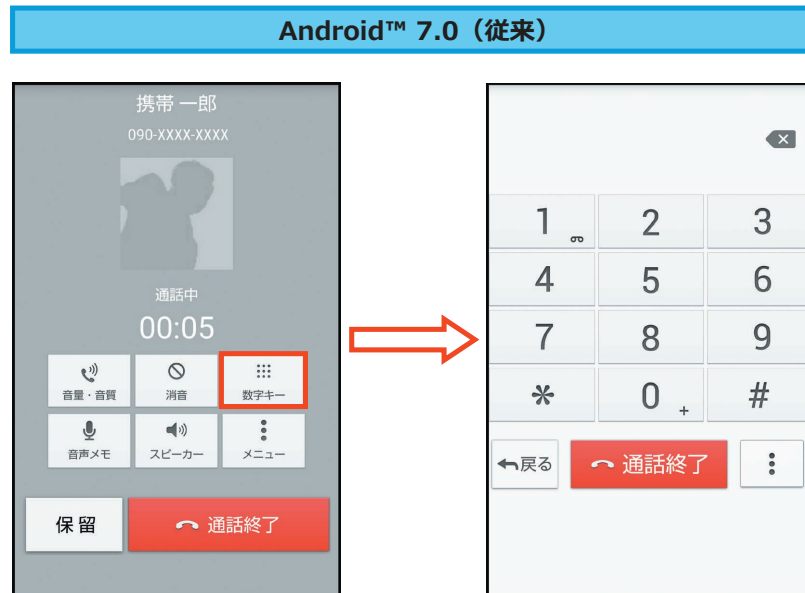 Android™ 7.0（従来）
携帯 一郎
090-XXXX-XXXX
通話中
00:05
音量・音質 消音 数字キー
音声メモ スピーカー メニュー
保留 通話終了
1 2 3
4 5 6
7 8 9
* 0 + #
戻る 通話終了